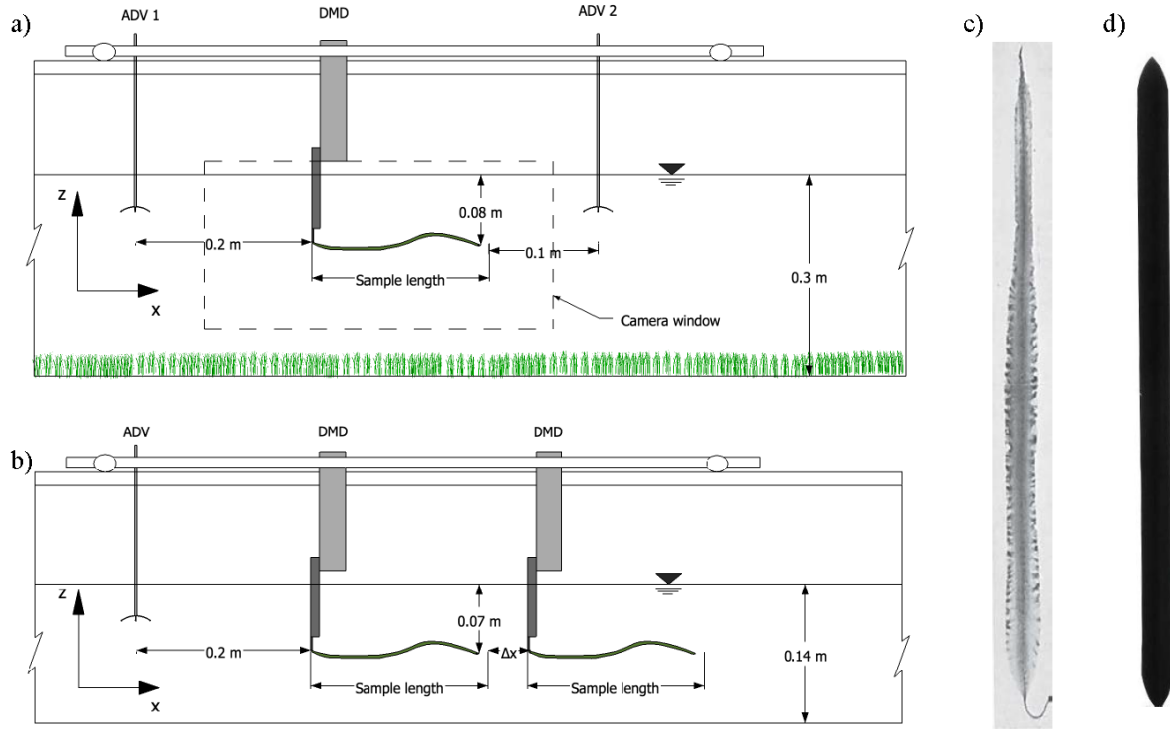 a)
ADV 1
DMD
ADV 2
z
x
0.2 m
0.08 m
0.1 m
Sample length
Camera window
0.3 m
b)
ADV
DMD
DMD
z
x
0.2 m
0.07 m
Δx
Sample length
Sample length
0.14 m
c)
d)